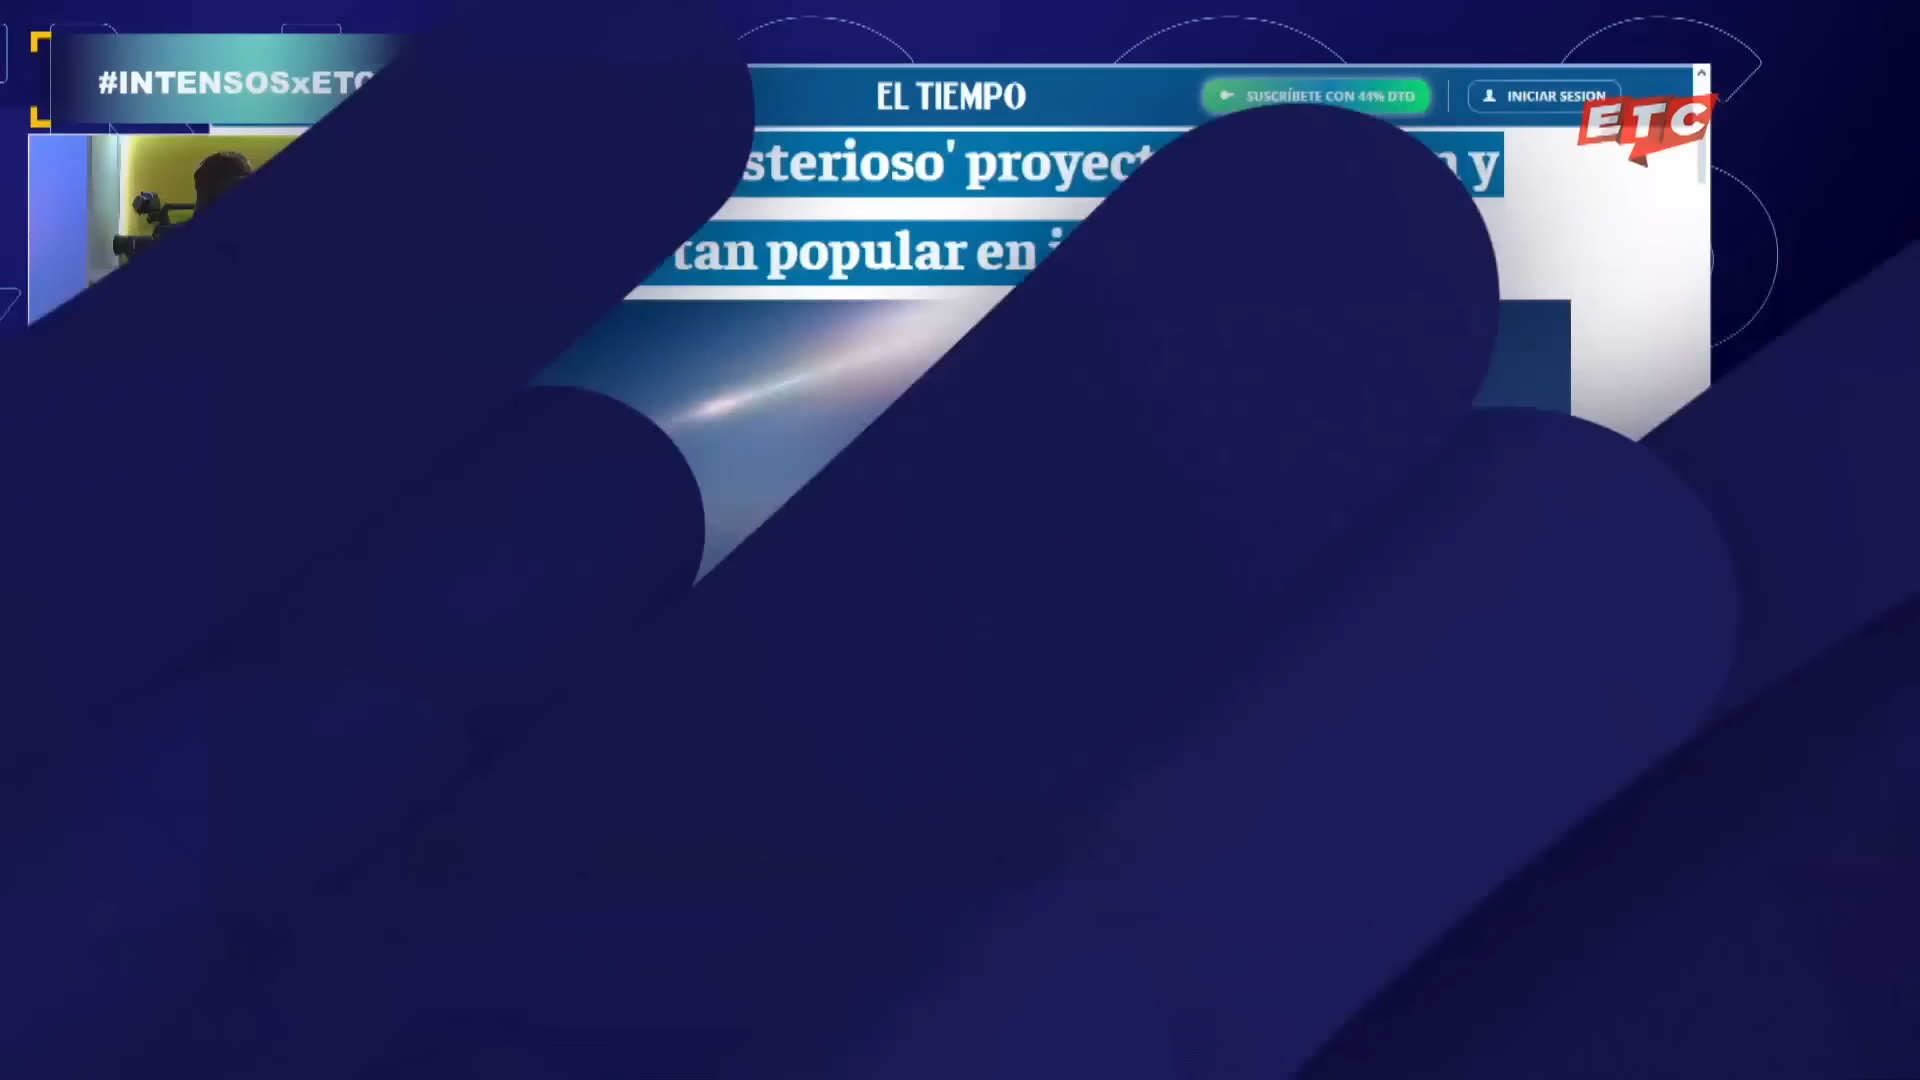 #INTENSOSxETC
EL TIEMPO
SUSCRÍBETE CON 44% DTO
INICIAR SESION
ETC
sterioso' proyect
y
tan popular en